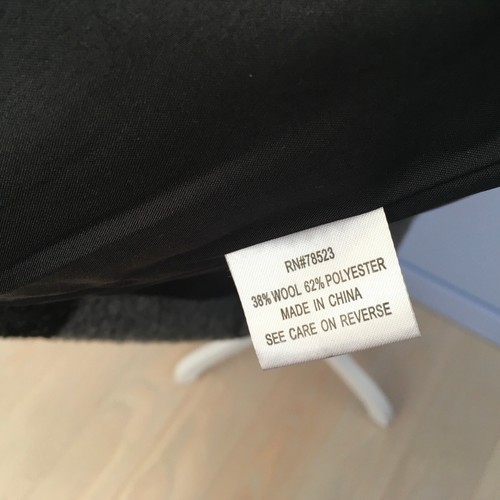 RN#78523
38% WOOL 62% POLYESTER
MADE IN CHINA
SEE CARE ON REVERSE